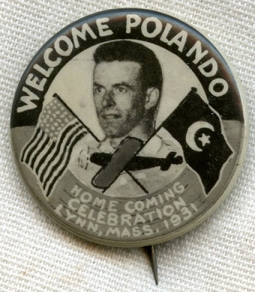 WELCOME POLANDO
HOME COMING
CELEBRATION
LYNN, MASS. 1931